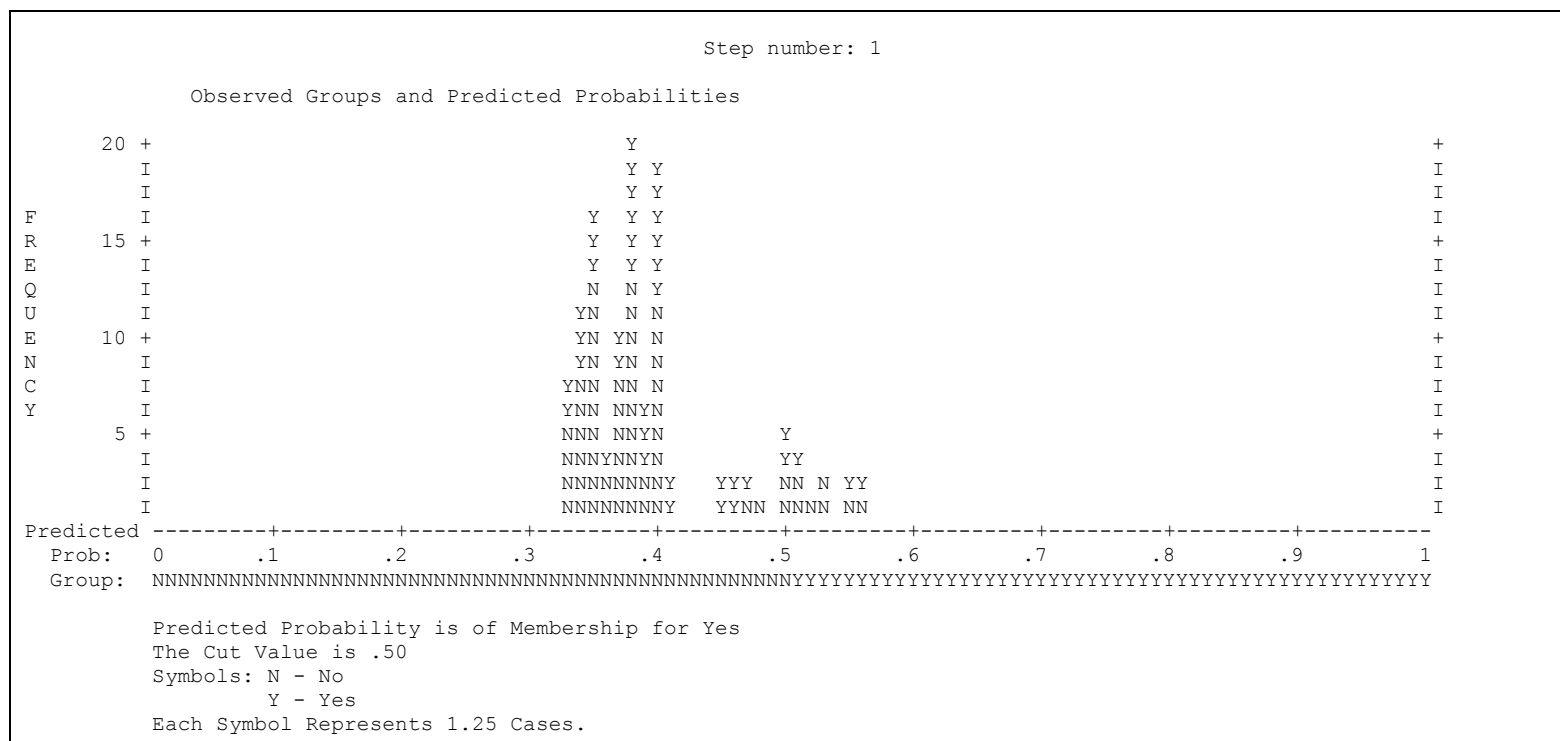 Step number: 1
Observed Groups and Predicted Probabilities
20 + Y +
I Y Y I
I Y Y I
F I Y Y Y I
R 15 + Y Y Y +
E I Y Y Y I
Q I N N Y I
U I YN N N I
E 10 + YN YN N +
N I YN YN N I
C I YNN NN N I
Y I YNN NNYN I
5 + NNN NNYN Y +
I NNNYNNYN YY I
I NNNNNNNNY YYY NN N YY I
I NNNNNNNNY YYNN NNNN NN I
Predicted ---------+---------+---------+---------+---------+---------+---------+---------+---------+----------
Prob: 0 .1 .2 .3 .4 .5 .6 .7 .8 .9 1
Group: NNNNNNNNNNNNNNNNNNNNNNNNNNNNNNNNNNNNNNNNNNNNNNNNNNYYYYYYYYYYYYYYYYYYYYYYYYYYYYYYYYYYYYYYYYYYYYYYYYYY
Predicted Probability is of Membership for Yes
The Cut Value is .50
Symbols: N - No
Y - Yes
Each Symbol Represents 1.25 Cases.